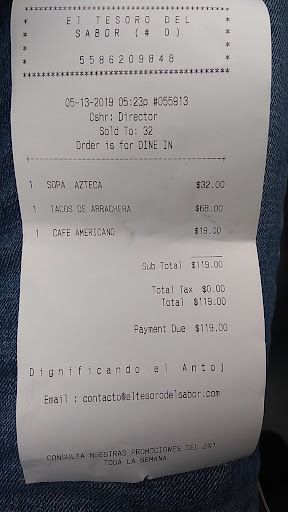 ************************
* El TESORO DEL *
* SABOR (# 0) *
* *
* 5586209848 *
************************
05-13-2019 05:23p #055913
Cshr: Director
Sold To: 32
Order is for DINE IN
1 SOPA AZTECA $32.00
1 TACOS DE ARRACHERA $68.00
1 CAFE AMERICANO $19.00
Sub Total $119.00
Total Tax $0.00
Total $119.00
Payment Due $119.00
Dignificando el Antoj
Email : contacto@eltesorodelsabor.com
CONSULTA NUESTRAS PROMOCIONES DEL 2X1
TODA LA SEMANA